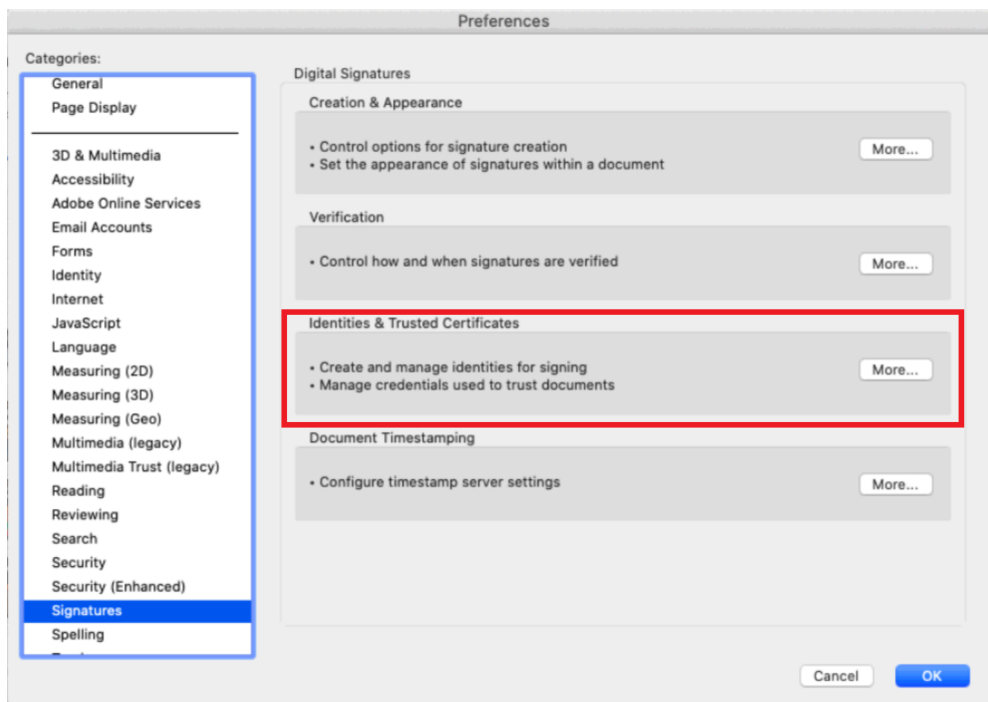 Preferences
Categories:
General
Page Display
3D & Multimedia
Accessibility
Adobe Online Services
Email Accounts
Forms
Identity
Internet
JavaScript
Language
Measuring (2D)
Measuring (3D)
Measuring (Geo)
Multimedia (legacy)
Multimedia Trust (legacy)
Reading
Reviewing
Search
Security
Security (Enhanced)
Signatures
Spelling
Digital Signatures
Creation & Appearance
• Control options for signature creation
• Set the appearance of signatures within a document
More...
Verification
• Control how and when signatures are verified
More...
Identities & Trusted Certificates
• Create and manage identities for signing
• Manage credentials used to trust documents
More...
Document Timestamping
• Configure timestamp server settings
More...
Cancel
OK